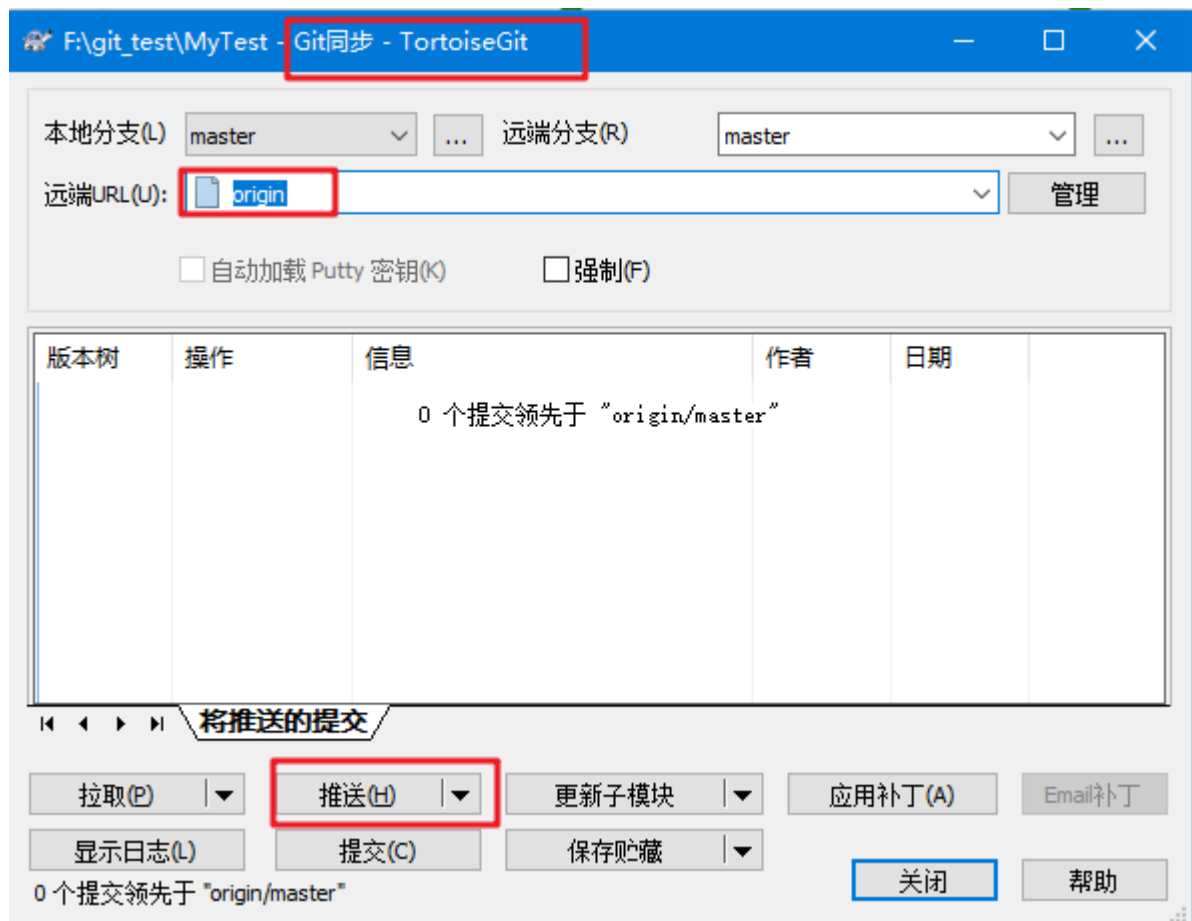 F:\git_test\MyTest - Git同步 - TortoiseGit
本地分支(L) master ... 远端分支(R) master ...
远端URL(U): origin 管理
自动加载 Putty 密钥(K) 强制(F)
版本树 操作 信息 作者 日期
0 个提交领先于 "origin/master"
将推送的提交
拉取(P) 推送(H) 更新子模块 应用补丁(A) Email补丁
显示日志(L) 提交(C) 保存贮藏 关闭 帮助
0 个提交领先于 "origin/master"